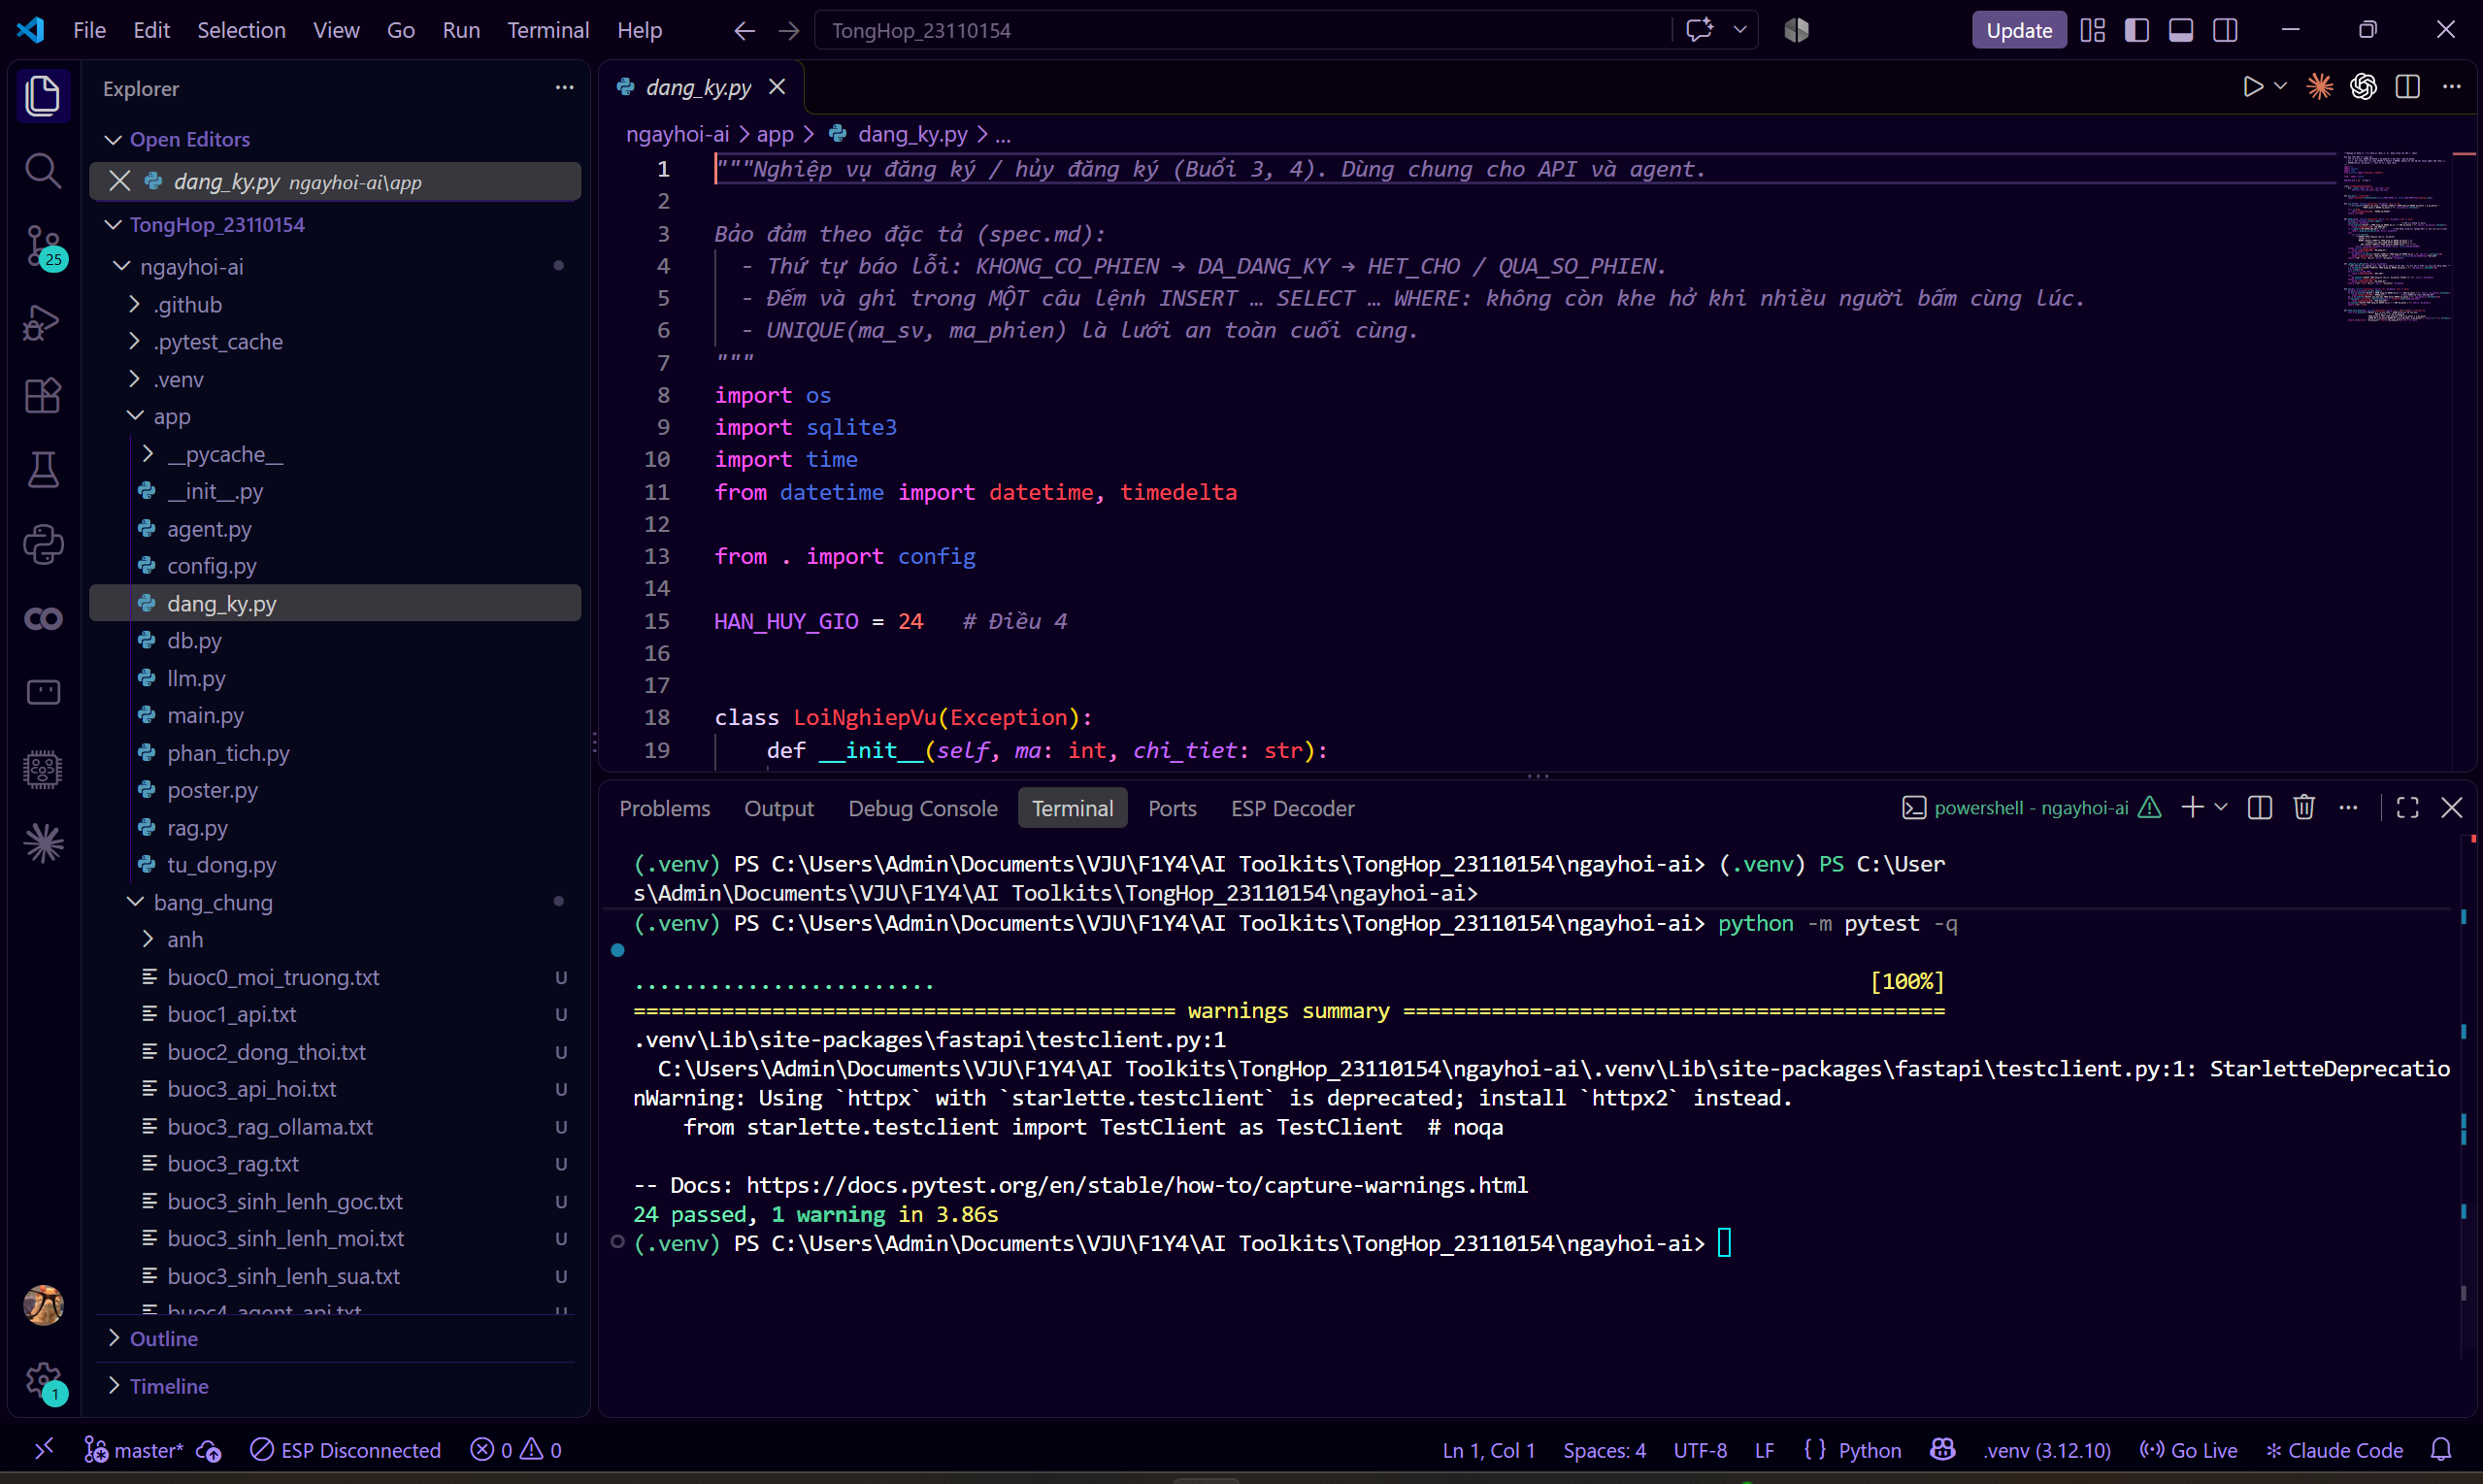 File Edit Selection View Go Run Terminal Help
TongHop_23110154
Update
Explorer
Open Editors
dang_ky.py ngayhoi-ai\app
TongHop_23110154
ngayhoi-ai
.github
.pytest_cache
.venv
app
__pycache__
__init__.py
agent.py
config.py
dang_ky.py
db.py
llm.py
main.py
phan_tich.py
poster.py
rag.py
tu_dong.py
bang_chung
anh
buoc0_moi_truong.txt U
buoc1_api.txt U
buoc2_dong_thoi.txt U
buoc3_api_hoi.txt U
buoc3_rag_ollama.txt U
buoc3_rag.txt U
buoc3_sinh_lenh_goc.txt U
buoc3_sinh_lenh_moi.txt U
buoc3_sinh_lenh_sua.txt U
buoc4_agent_api.txt U
Outline
Timeline
25
1
dang_ky.py
ngayhoi-ai > app > dang_ky.py > ...
1 """Nghiệp vụ đăng ký / hủy đăng ký (Buổi 3, 4). Dùng chung cho API và agent.
2
3 Bảo đảm theo đặc tả (spec.md):
4 - Thứ tự báo lỗi: KHONG_CO_PHIEN → DA_DANG_KY → HET_CHO / QUA_SO_PHIEN.
5 - Đếm và ghi trong MỘT câu lệnh INSERT … SELECT … WHERE: không còn khe hở khi nhiều người bấm cùng lúc.
6 - UNIQUE(ma_sv, ma_phien) là lưới an toàn cuối cùng.
7 """
8 import os
9 import sqlite3
10 import time
11 from datetime import datetime, timedelta
12
13 from . import config
14
15 HAN_HUY_GIO = 24 # Điều 4
16
17
18 class LoiNghiepVu(Exception):
19 def __init__(self, ma: int, chi_tiet: str):
Problems Output Debug Console Terminal Ports ESP Decoder
powershell - ngayhoi-ai
(.venv) PS C:\Users\Admin\Documents\VJU\F1Y4\AI Toolkits\TongHop_23110154\ngayhoi-ai> (.venv) PS C:\User
s\Admin\Documents\VJU\F1Y4\AI Toolkits\TongHop_23110154\ngayhoi-ai>
(.venv) PS C:\Users\Admin\Documents\VJU\F1Y4\AI Toolkits\TongHop_23110154\ngayhoi-ai> python -m pytest -q
........................ [100%]
=========================================== warnings summary ===========================================
.venv\Lib\site-packages\fastapi\testclient.py:1
C:\Users\Admin\Documents\VJU\F1Y4\AI Toolkits\TongHop_23110154\ngayhoi-ai\.venv\Lib\site-packages\fastapi\testclient.py:1: StarletteDeprecatio
nWarning: Using `httpx` with `starlette.testclient` is deprecated; install `httpx2` instead.
from starlette.testclient import TestClient as TestClient # noqa
-- Docs: https://docs.pytest.org/en/stable/how-to/capture-warnings.html
24 passed, 1 warning in 3.86s
(.venv) PS C:\Users\Admin\Documents\VJU\F1Y4\AI Toolkits\TongHop_23110154\ngayhoi-ai>
master* ESP Disconnected 0 0 Ln 1, Col 1 Spaces: 4 UTF-8 LF {} Python .venv (3.12.10) Go Live Claude Code